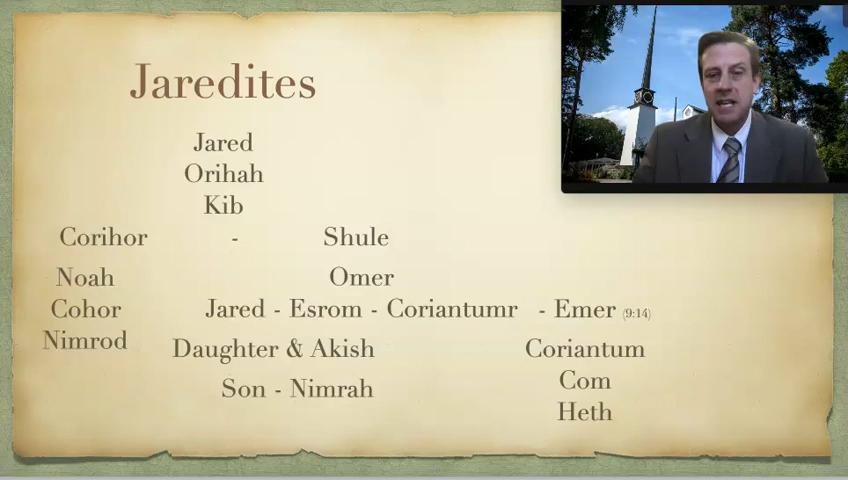 Jaredites
Jared
Orihah
Kib
Corihor - Shule
Noah Omer
Cohor Jared - Esrom - Coriantumr - Emer (9:14)
Nimrod
Daughter & Akish Coriantum
Com
Son - Nimrah
Heth